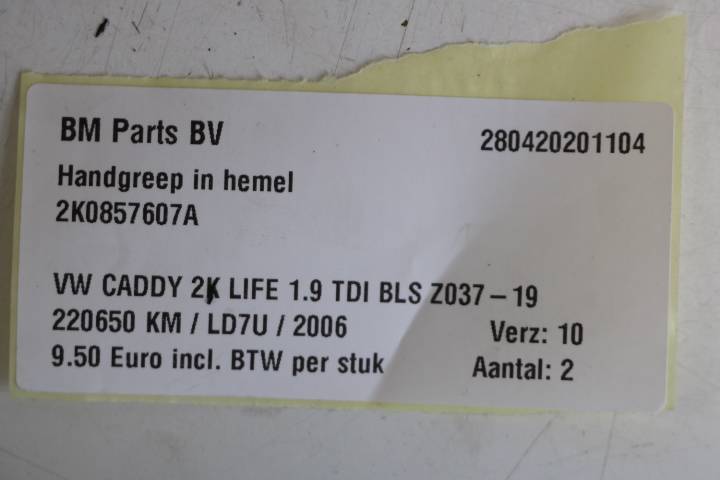 BM Parts BV 280420201104
Handgreep in hemel
2K0857607A
VW CADDY 2K LIFE 1.9 TDI BLS Z037 – 19
220650 KM / LD7U / 2006 Verz: 10
9.50 Euro incl. BTW per stuk Aantal: 2